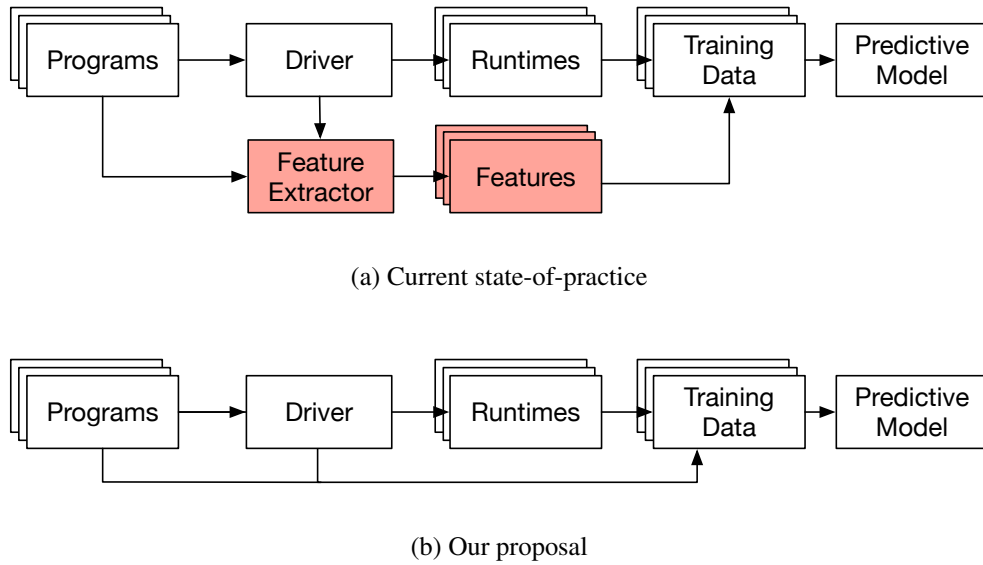 Programs
Driver
Runtimes
Training
Data
Predictive
Model
Feature
Extractor
Features
(a) Current state-of-practice
Programs
Driver
Runtimes
Training
Data
Predictive
Model
(b) Our proposal